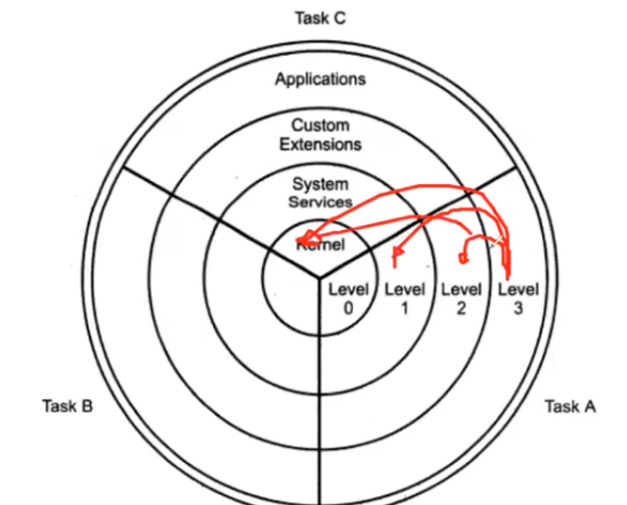 Task C
Applications
Custom
Extensions
System
Services
Kernel
Level
0
Level
1
Level
2
Level
3
Task B
Task A